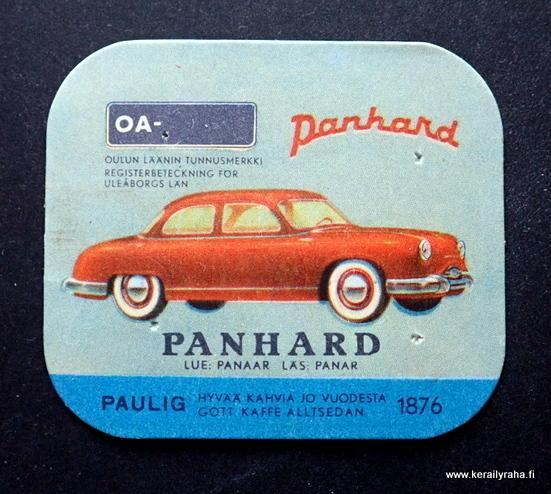 OA-
Panhard
OULUN LÄÄNIN TUNNUSMERKKI
REGISTERBETECKNING FÖR
ULEÅBORGS LÄN
PANHARD
LUE: PANAAR LÄS: PANAR
PAULIG
HYVÄÄ KAHVIA JO VUODESTA
GOTT KAFFE ALLTSEDAN
1876
www.kerailyraha.fi